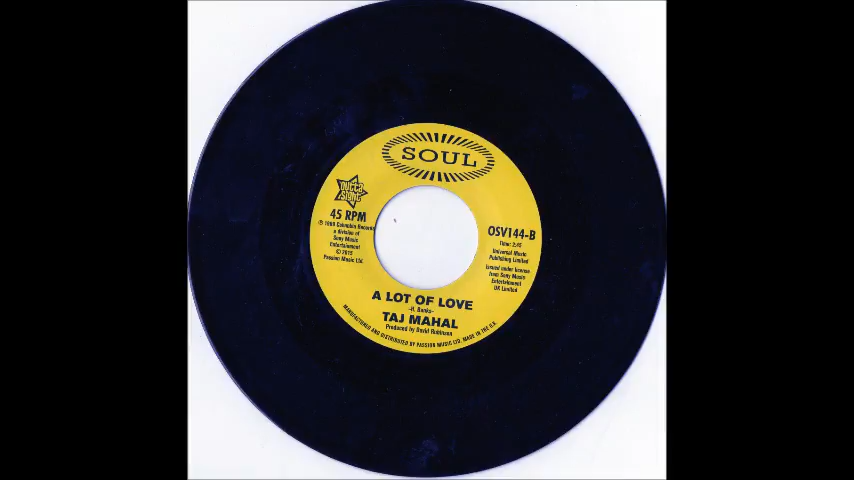 SOUL
outta sight
45 RPM
℗ 1969 Columbia Records
a division of
Sony Music
Entertainment
© 2015
Passion Music Ltd.
OSV144-B
Time: 2:45
Universal Music
Publishing Limited
Issued under license
from Sony Music
Entertainment
UK Limited
A LOT OF LOVE
-H. Banks-
TAJ MAHAL
Produced by David Rubinson
MANUFACTURED AND DISTRIBUTED BY PASSION MUSIC LTD. MADE IN THE E.U.